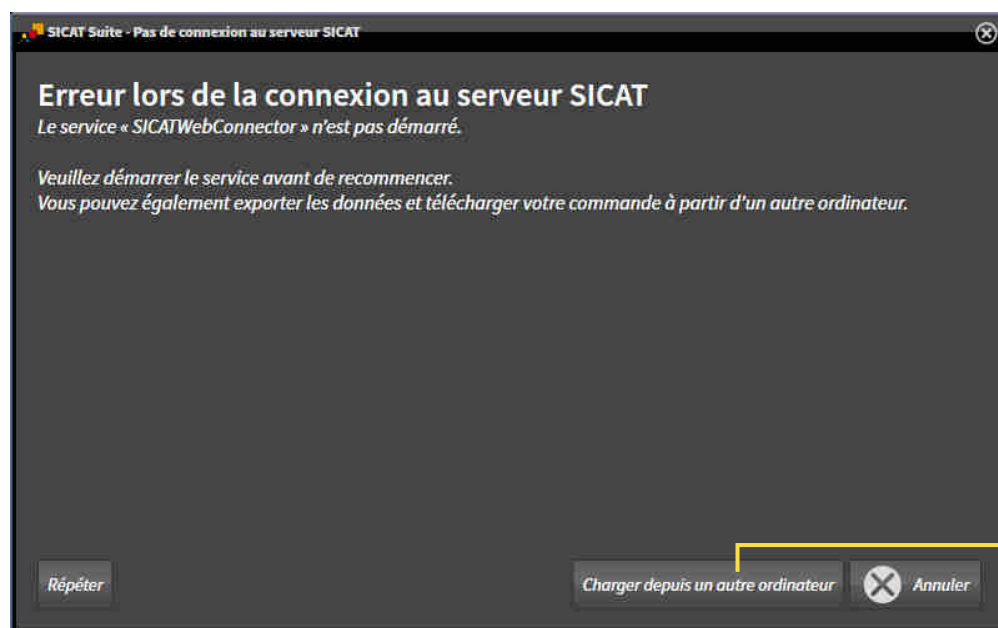 SICAT Suite - Pas de connexion au serveur SICAT
Erreur lors de la connexion au serveur SICAT
Le service « SICATWebConnector » n'est pas démarré.
Veuillez démarrer le service avant de recommencer.
Vous pouvez également exporter les données et télécharger votre commande à partir d'un autre ordinateur.
Répéter
Charger depuis un autre ordinateur
Annuler